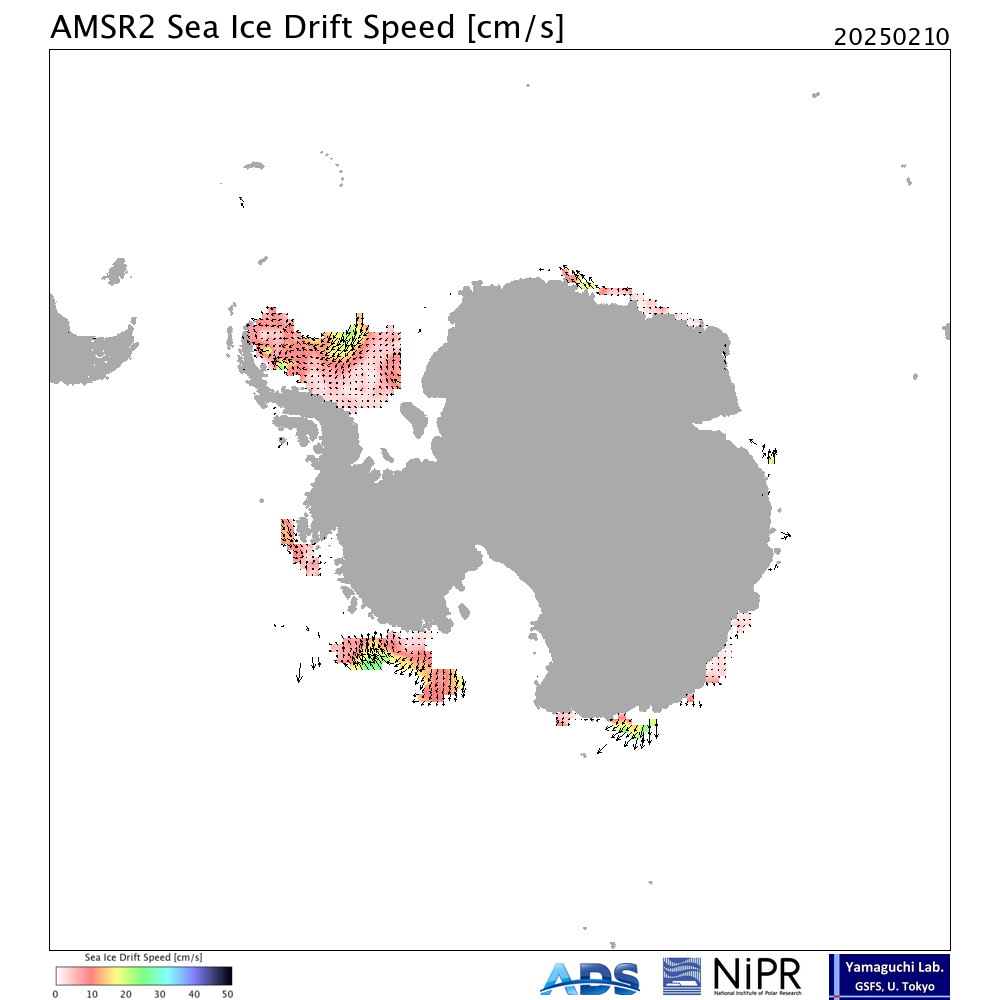 AMSR2 Sea Ice Drift Speed [cm/s]
20250210
Sea Ice Drift Speed [cm/s]
0 10 20 30 40 50
ADS
NiPR
National Institute of Polar Research
Yamaguchi Lab.
GSFS, U. Tokyo